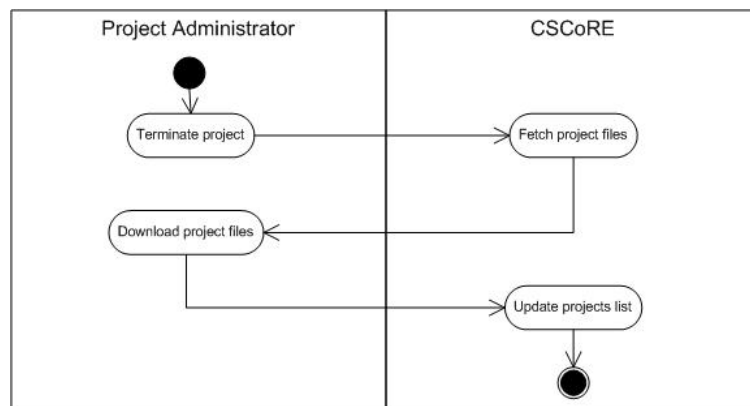 Project Administrator
CSCoRE
Terminate project
Fetch project files
Download project files
Update projects list